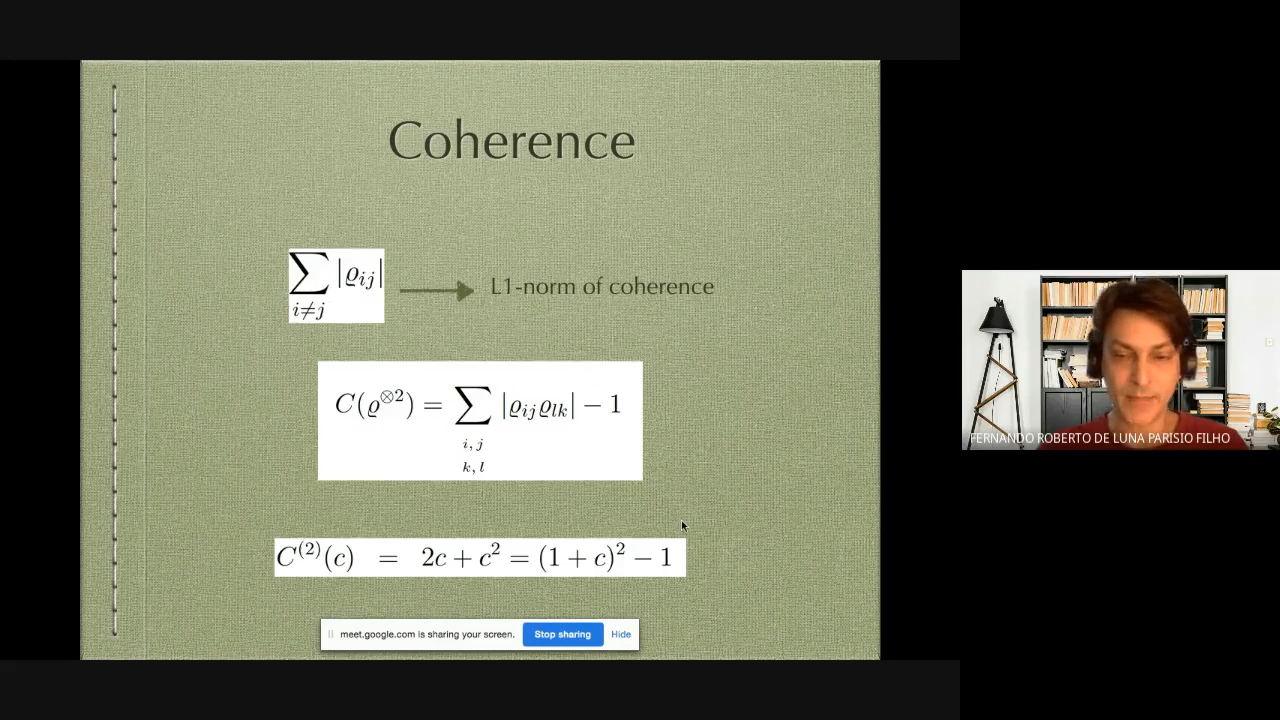 Coherence
∑_{i≠j} |ϱ_{ij}|
L1-norm of coherence
C(ϱ^{⊗2}) = ∑_{i,j k,l} |ϱ_{ij}ϱ_{lk}| − 1
C^{(2)}(c) = 2c + c^2 = (1 + c)^2 − 1
meet.google.com is sharing your screen. Stop sharing Hide
FERNANDO ROBERTO DE LUNA PARISIO FILHO